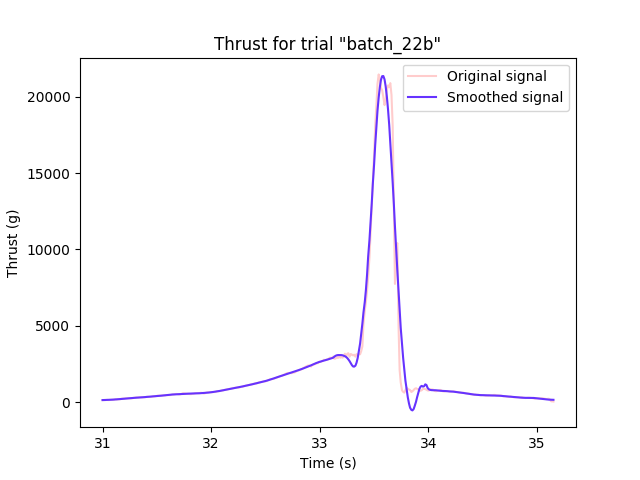 Thrust for trial "batch_22b"
Original signal
Smoothed signal
20000
15000
10000
5000
0
Thrust (g)
31
32
33
34
35
Time (s)